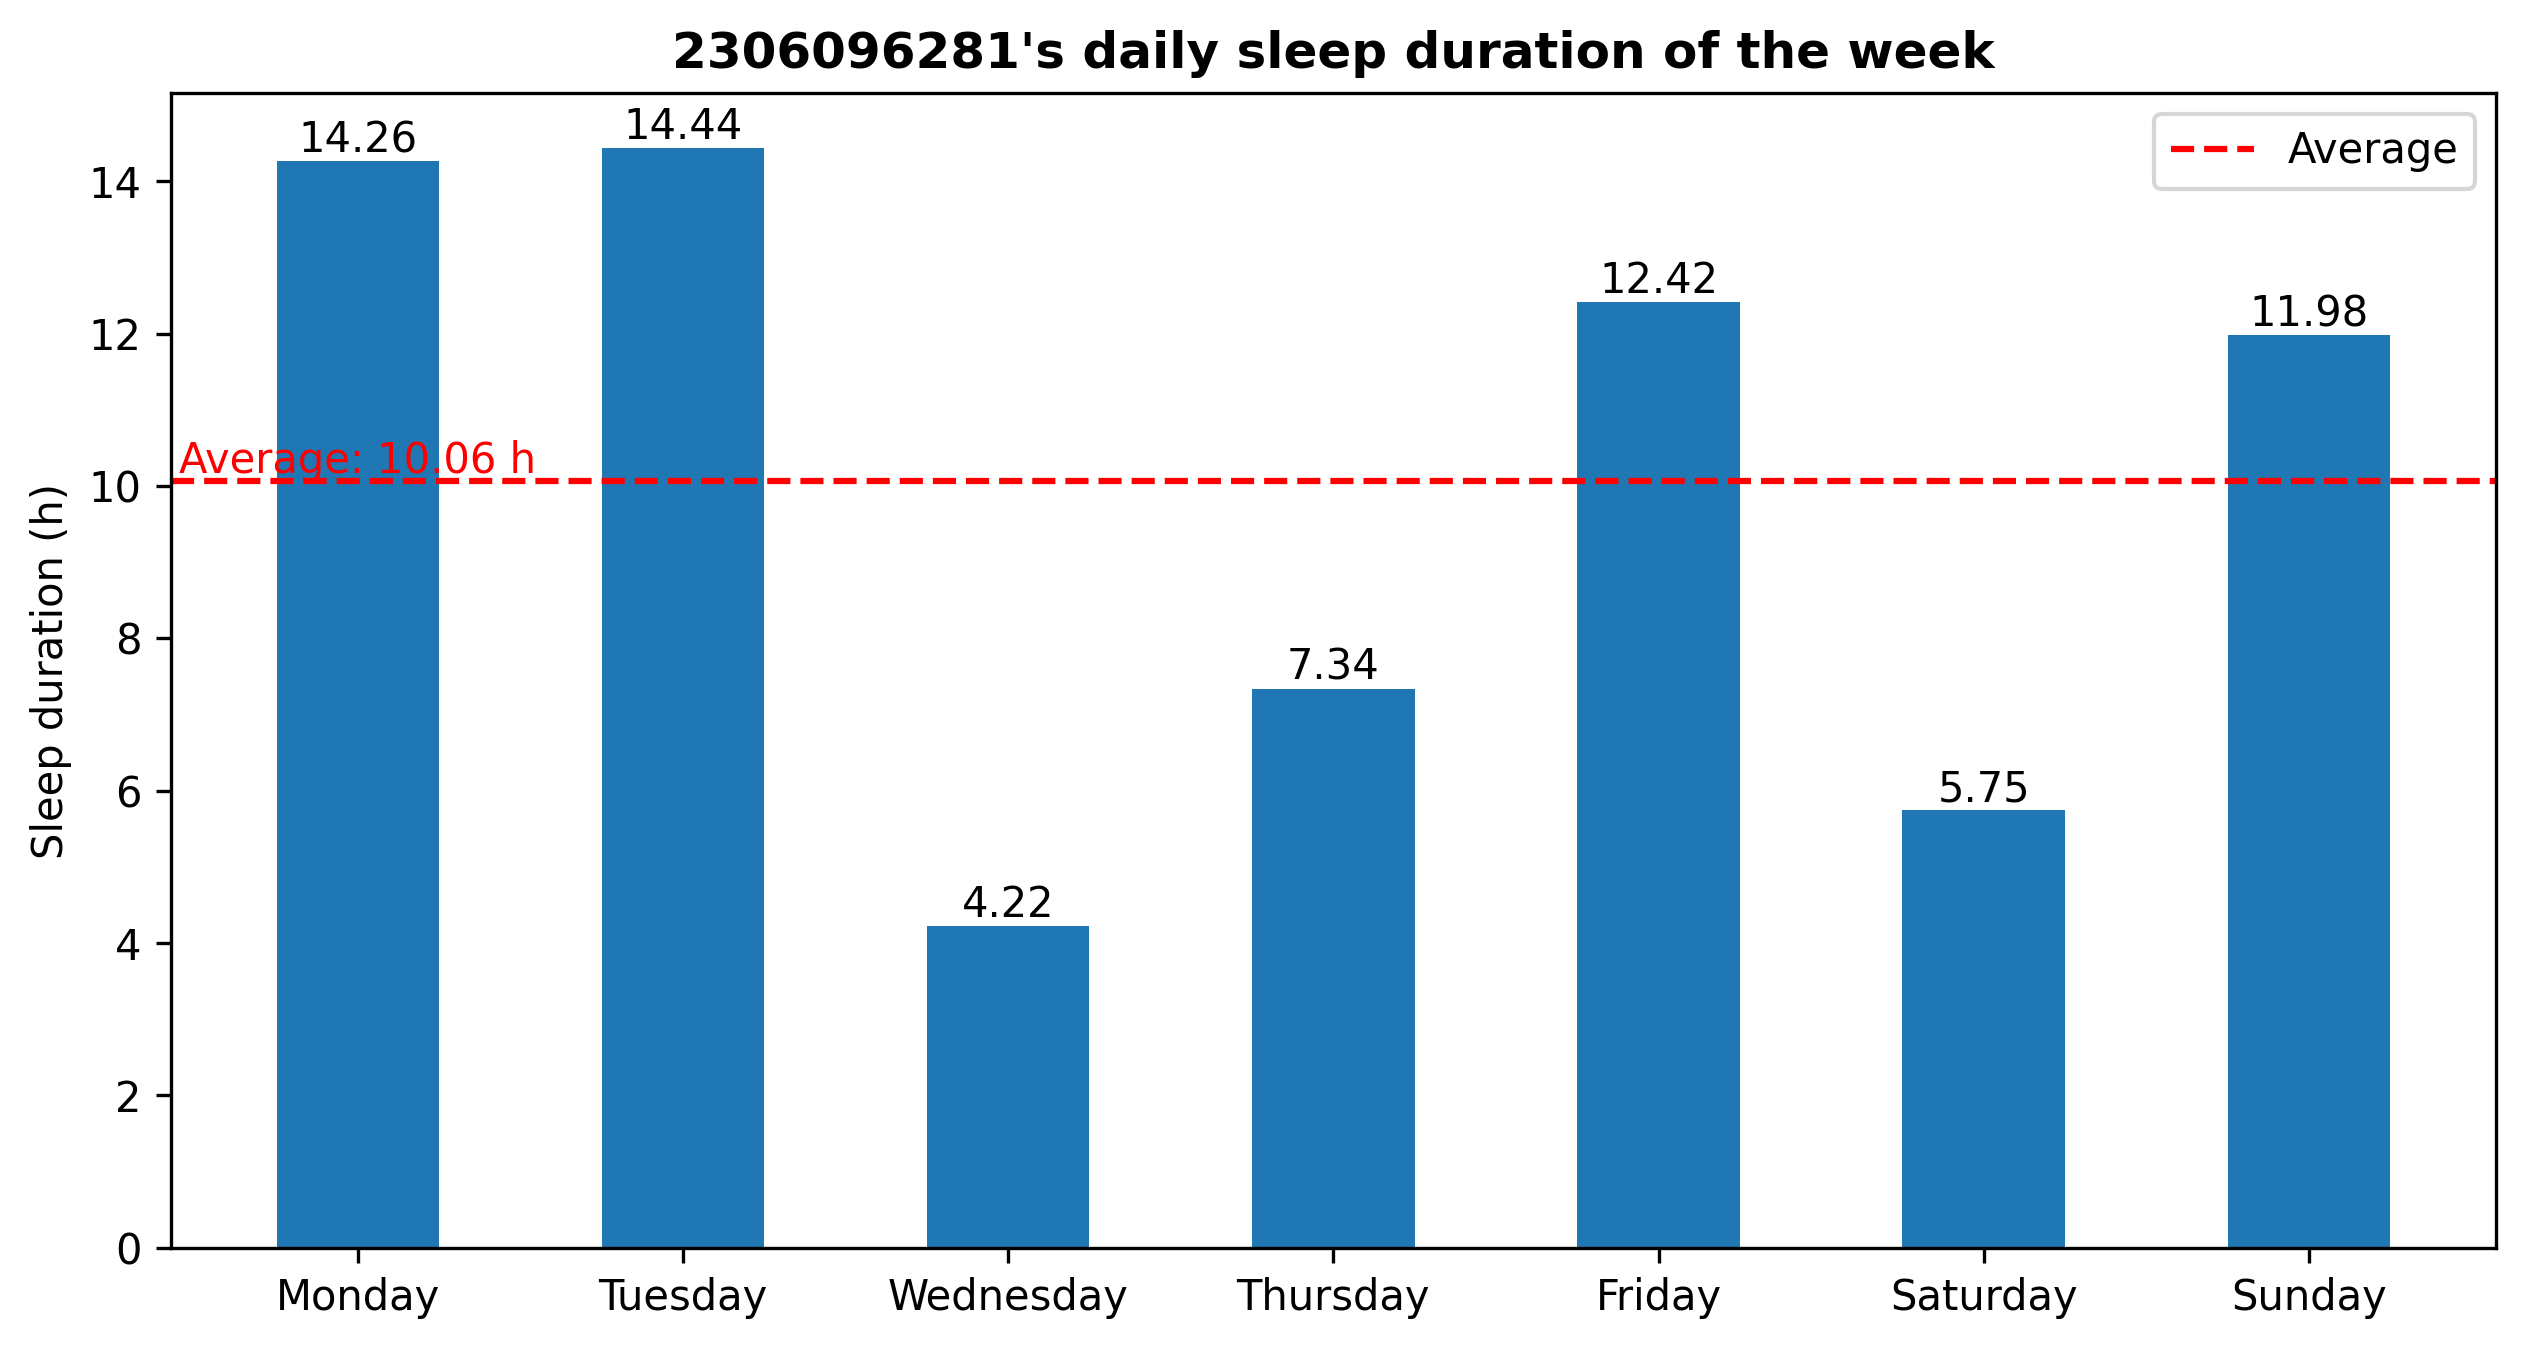 2306096281's daily sleep duration of the week
Average
14.26
14.44
4.22
7.34
12.42
5.75
11.98
Average: 10.06 h
Sleep duration (h)
14
12
10
8
6
4
2
0
Monday
Tuesday
Wednesday
Thursday
Friday
Saturday
Sunday